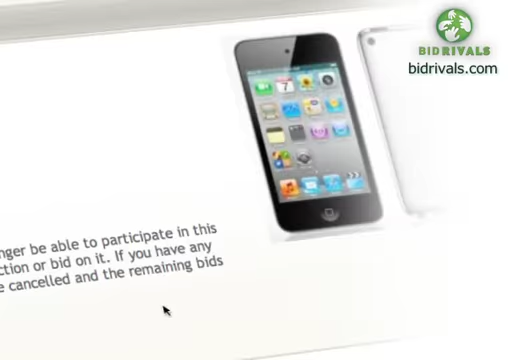 BIDRIVALS
bidrivals.com
nger be able to participate in this
ction or bid on it. If you have any
e cancelled and the remaining bids